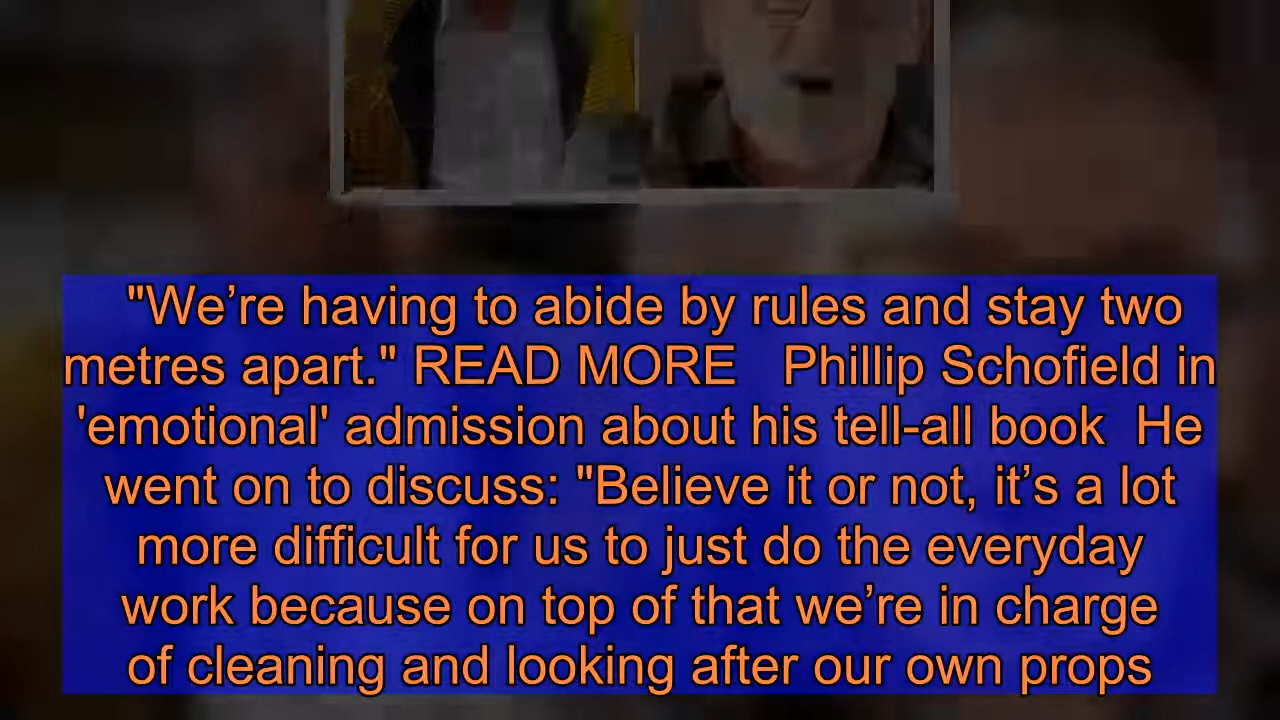 "We’re having to abide by rules and stay two
metres apart." READ MORE   Phillip Schofield in
'emotional' admission about his tell-all book  He
went on to discuss: "Believe it or not, it’s a lot
more difficult for us to just do the everyday
work because on top of that we’re in charge
of cleaning and looking after our own props